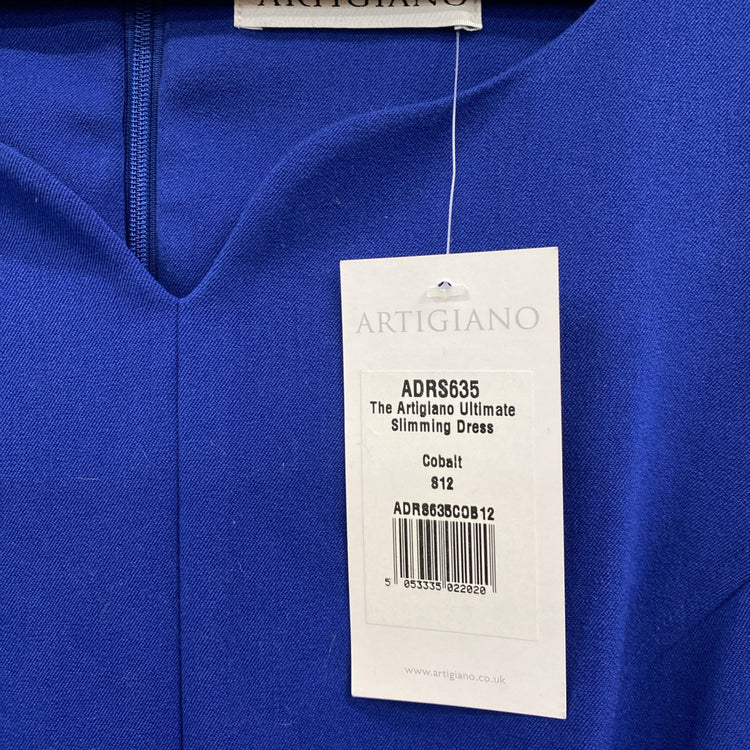 ARTIGIANO
ARTIGIANO
ADRS635
The Artigiano Ultimate
Slimming Dress
Cobalt
S12
ADRS635COB12
5 053335 022020
www.artigiano.co.uk